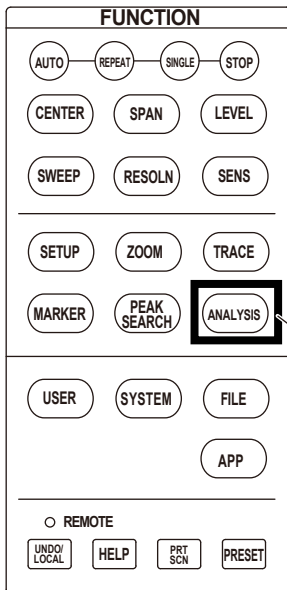 FUNCTION
AUTO REPEAT SINGLE STOP
CENTER SPAN LEVEL
SWEEP RESOLN SENS
SETUP ZOOM TRACE
MARKER PEAK SEARCH ANALYSIS
USER SYSTEM FILE
APP
REMOTE
UNDO/LOCAL HELP PRT SCN PRESET